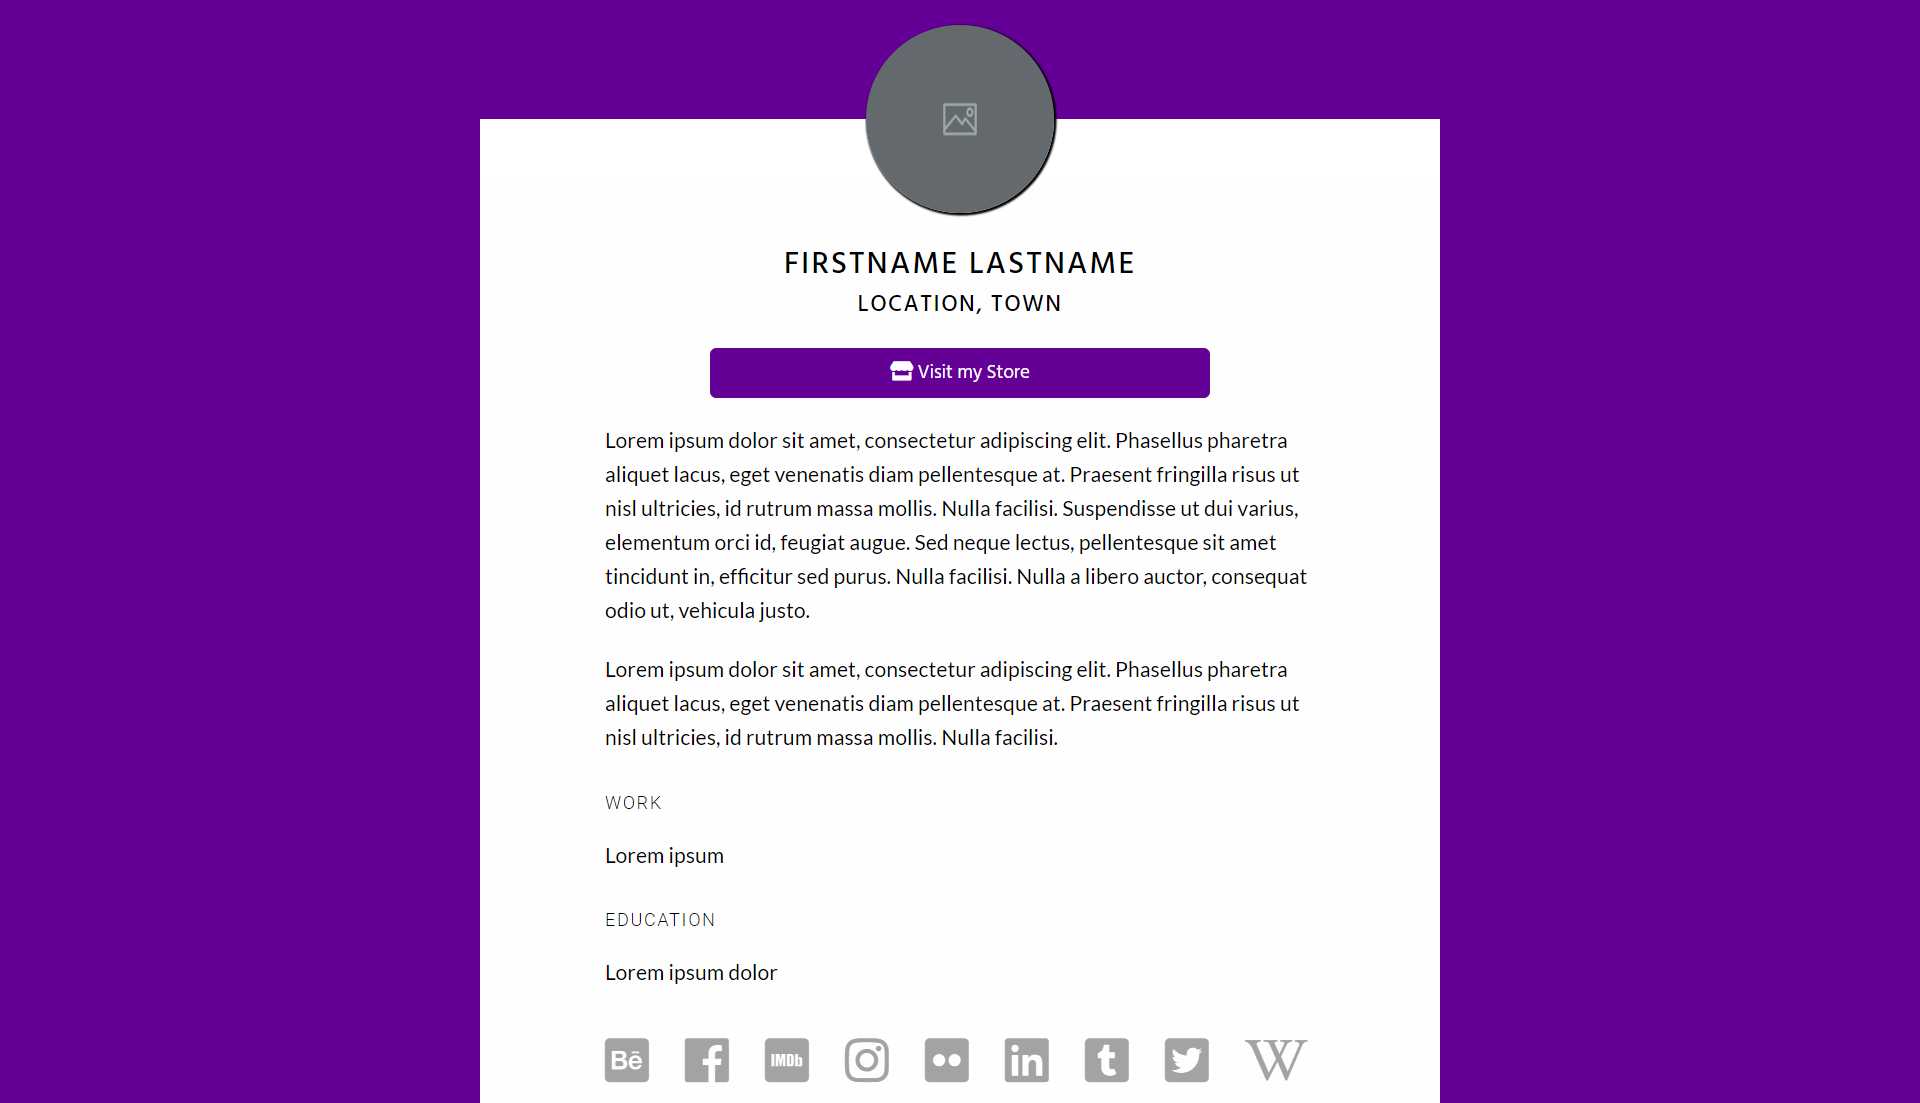 FIRSTNAME LASTNAME
LOCATION, TOWN
Visit my Store
Lorem ipsum dolor sit amet, consectetur adipiscing elit. Phasellus pharetra
aliquet lacus, eget venenatis diam pellentesque at. Praesent fringilla risus ut
nisl ultricies, id rutrum massa mollis. Nulla facilisi. Suspendisse ut dui varius,
elementum orci id, feugiat augue. Sed neque lectus, pellentesque sit amet
tincidunt in, efficitur sed purus. Nulla facilisi. Nulla a libero auctor, consequat
odio ut, vehicula justo.
Lorem ipsum dolor sit amet, consectetur adipiscing elit. Phasellus pharetra
aliquet lacus, eget venenatis diam pellentesque at. Praesent fringilla risus ut
nisl ultricies, id rutrum massa mollis. Nulla facilisi.
WORK
Lorem ipsum
EDUCATION
Lorem ipsum dolor
Bē f IMDb in t W